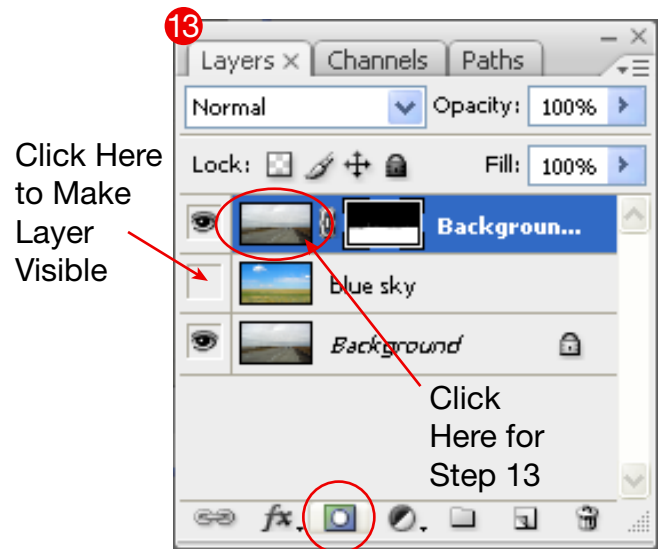 13
Layers × Channels Paths
Normal Opacity: 100%
Lock: Fill: 100%
Click Here
to Make
Layer
Visible
Backgroun...
blue sky
Background
Click
Here for
Step 13
fx.